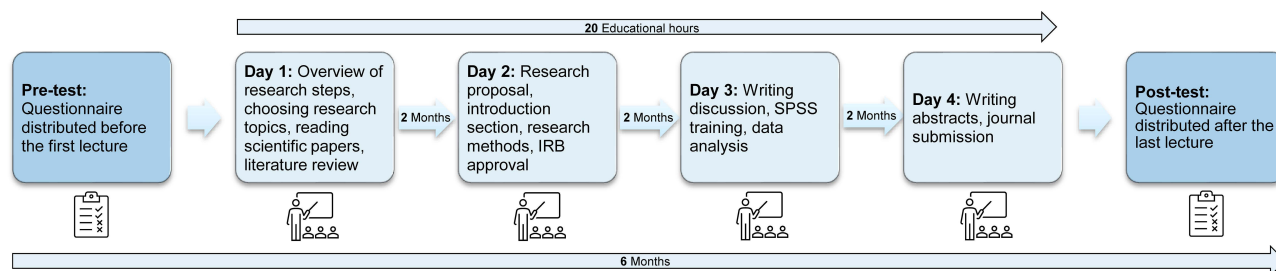 20 Educational hours
Pre-test:
Questionnaire
distributed before
the first lecture
Day 1: Overview of
research steps,
choosing research
topics, reading
scientific papers,
literature review
2 Months
Day 2: Research
proposal,
introduction
section, research
methods, IRB
approval
2 Months
Day 3: Writing
discussion, SPSS
training, data
analysis
2 Months
Day 4: Writing
abstracts, journal
submission
Post-test:
Questionnaire
distributed after the
last lecture
6 Months